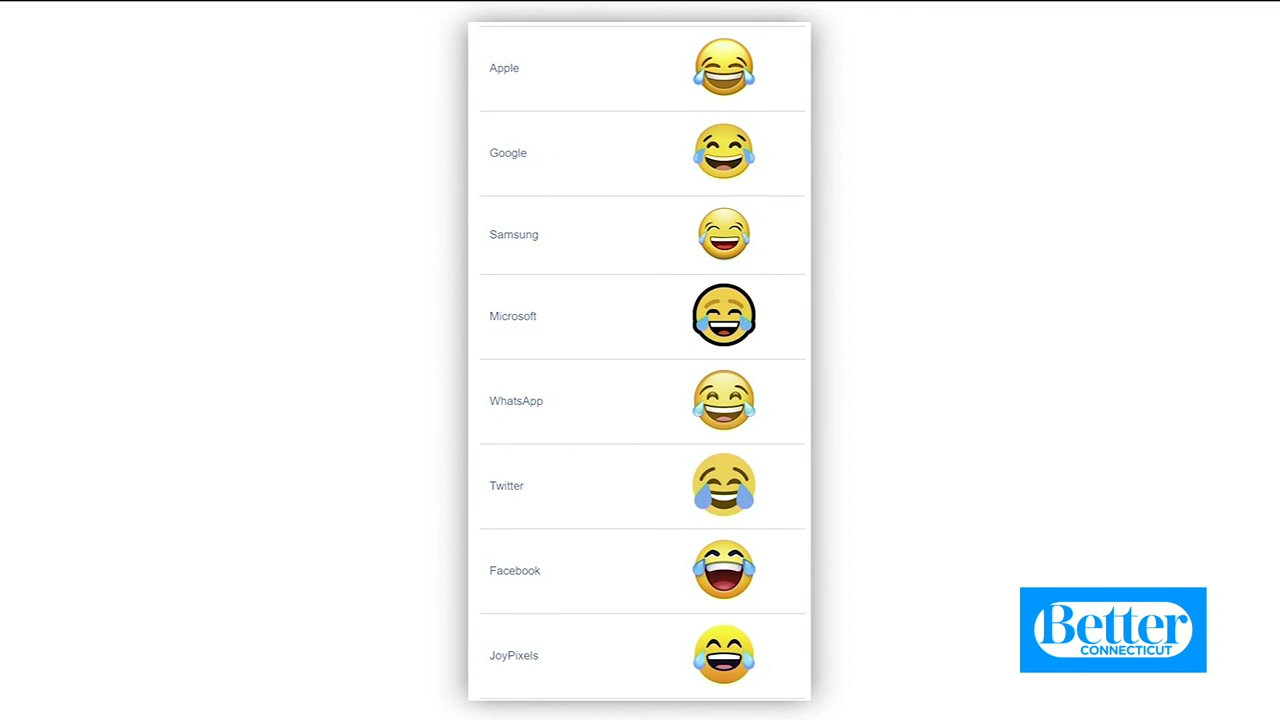 Apple
Google
Samsung
Microsoft
WhatsApp
Twitter
Facebook
JoyPixels
Better
CONNECTICUT